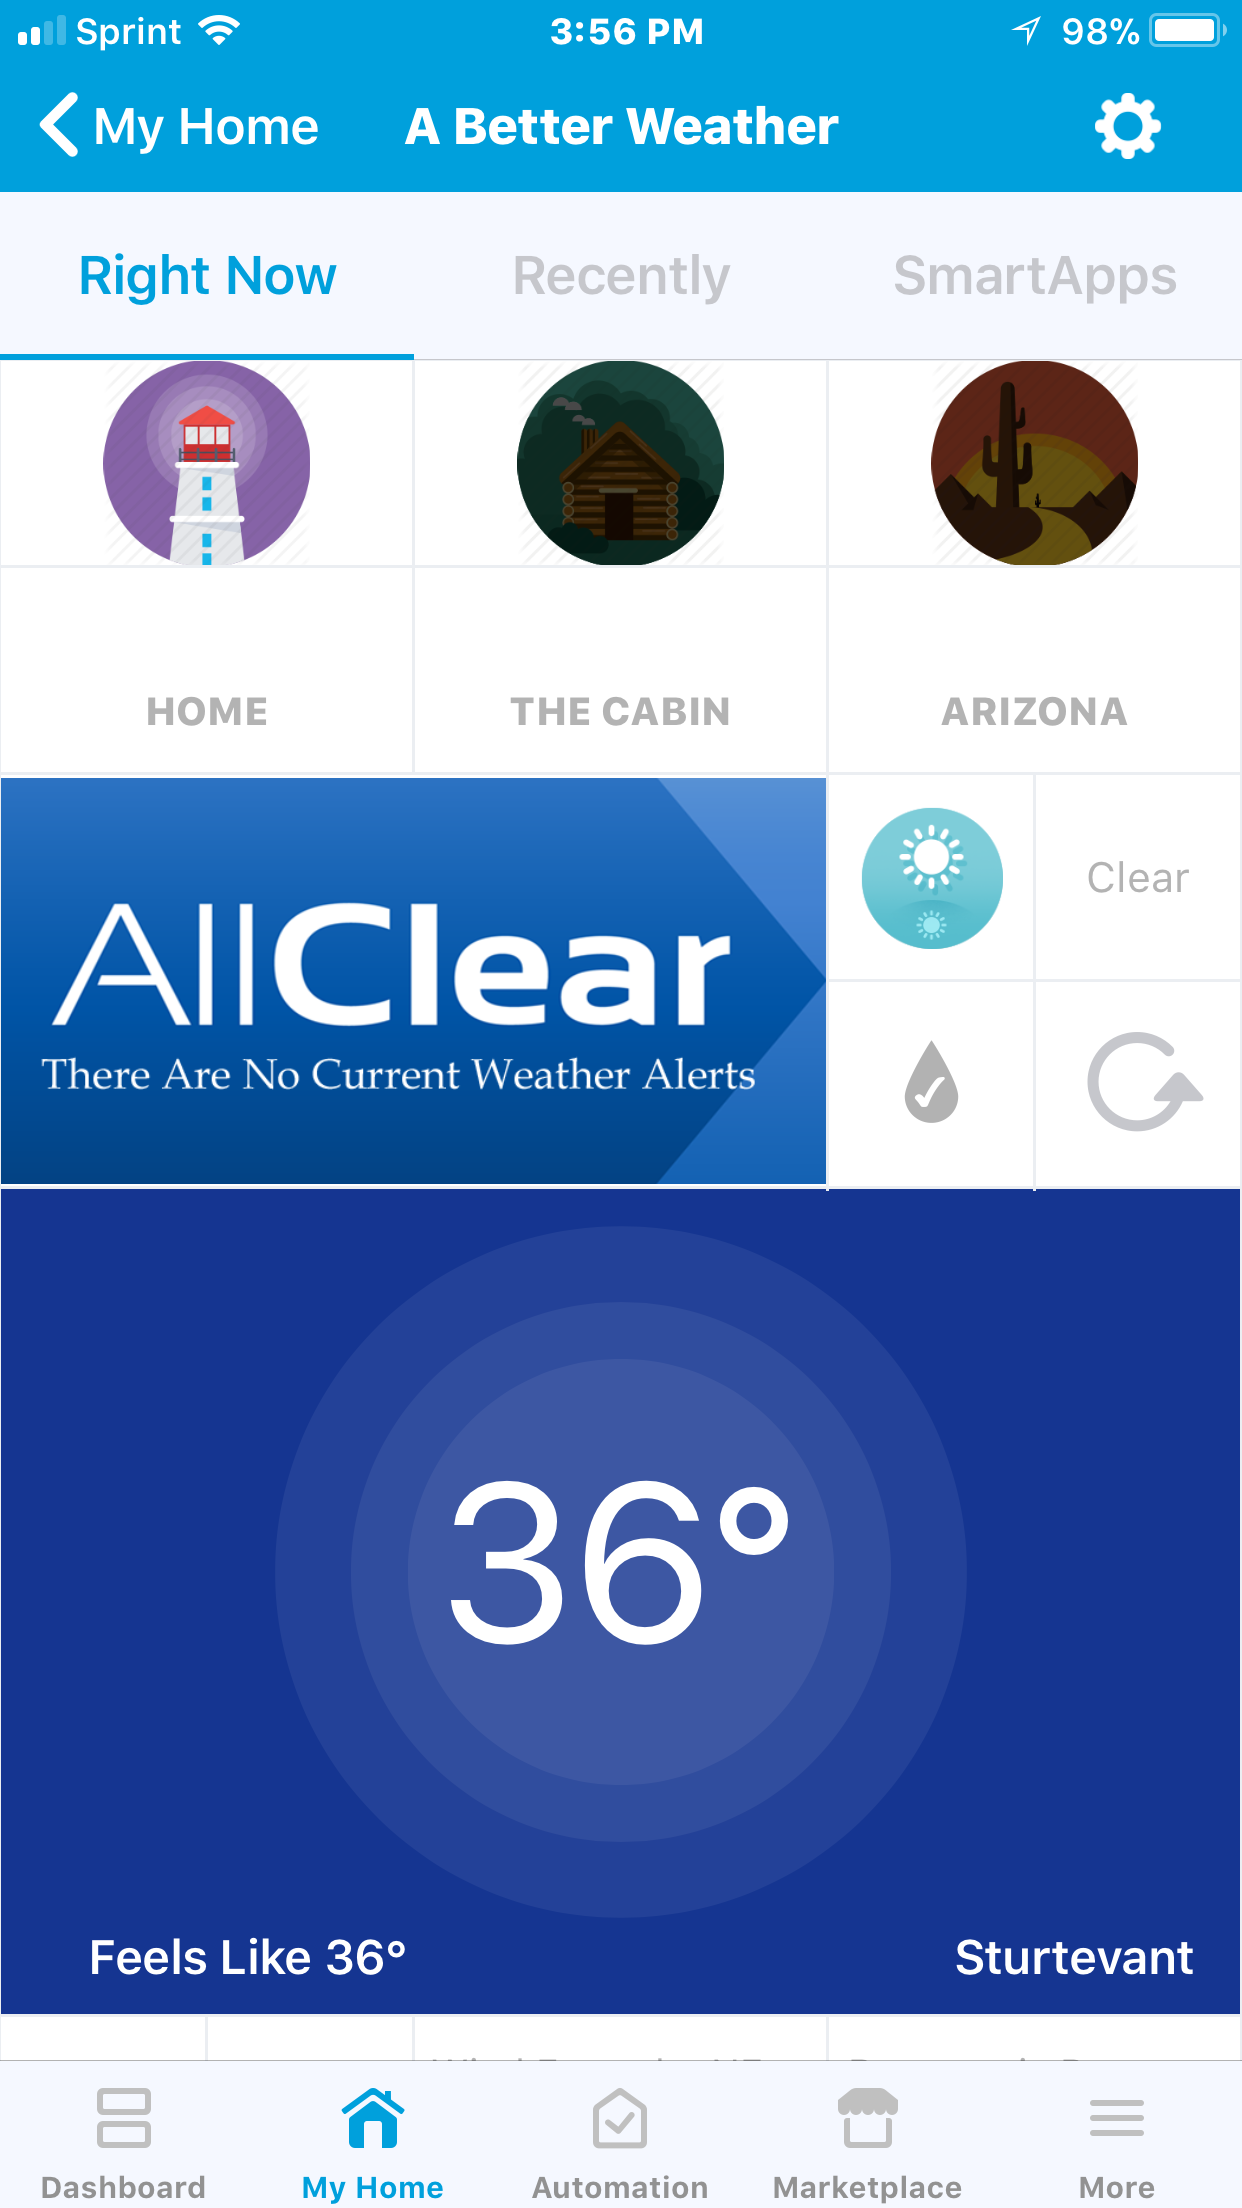 Sprint 3:56 PM 98%
My Home A Better Weather
Right Now Recently SmartApps
HOME THE CABIN ARIZONA
AllClear
There Are No Current Weather Alerts
Clear
36°
Feels Like 36° Sturtevant
Dashboard My Home Automation Marketplace More